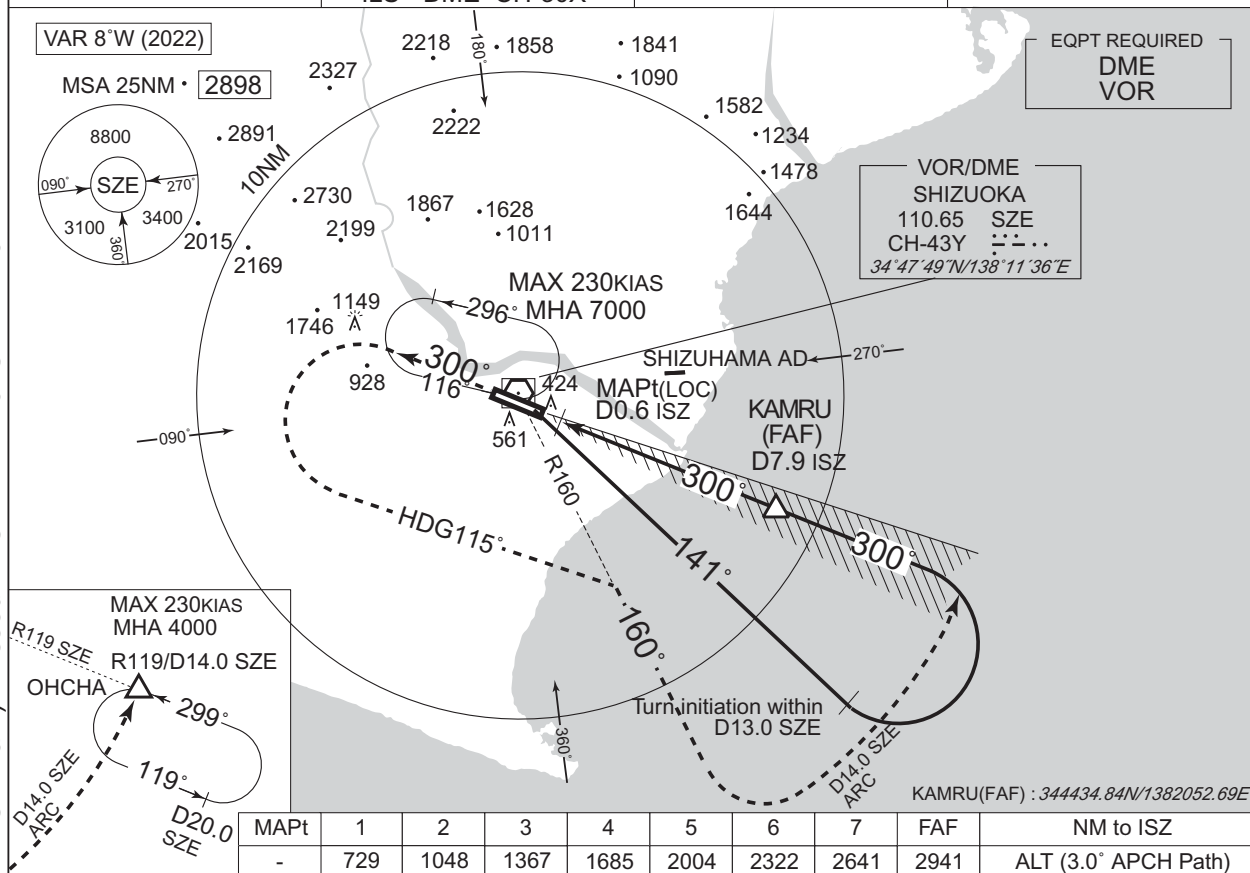 VAR 8°W (2022)
MSA 25NM
2898
8800
SZE
090°
270°
3100
3400
360°
2218
180°
1858
1841
1090
2327
2222
2891
10NM
1582
1234
1478
1644
2730
1867
1628
1011
2199
2015
2169
EQPT REQUIRED
DME
VOR
VOR/DME
SHIZUOKA
110.65 SZE
CH-43Y
34°47´49˝N/138°11´36˝E
MAX 230KIAS
MHA 7000
296°
1149
1746
928
300°
116°
424
561
SHIZUHAMA AD
270°
MAPt(LOC)
D0.6 ISZ
KAMRU
(FAF)
D7.9 ISZ
090°
R160
300°
300°
HDG115°
141°
160°
Turn initiation within
D13.0 SZE
360°
D14.0 SZE
ARC
MAX 230KIAS
MHA 4000
R119 SZE
R119/D14.0 SZE
OHCHA
299°
119°
D14.0 SZE
ARC
D20.0
SZE
KAMRU(FAF) : 344434.84N/1382052.69E
MAPt 1 2 3 4 5 6 7 FAF NM to ISZ
- 729 1048 1367 1685 2004 2322 2641 2941 ALT (3.0° APCH Path)